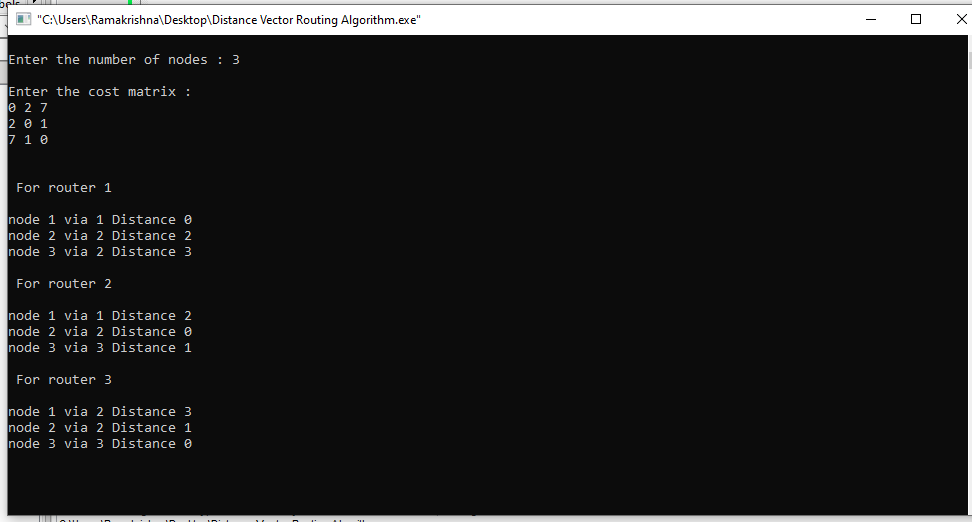 "C:\Users\Ramakrishna\Desktop\Distance Vector Routing Algorithm.exe"
Enter the number of nodes : 3
Enter the cost matrix :
0 2 7
2 0 1
7 1 0
For router 1
node 1 via 1 Distance 0
node 2 via 2 Distance 2
node 3 via 2 Distance 3
For router 2
node 1 via 1 Distance 2
node 2 via 2 Distance 0
node 3 via 3 Distance 1
For router 3
node 1 via 2 Distance 3
node 2 via 2 Distance 1
node 3 via 3 Distance 0